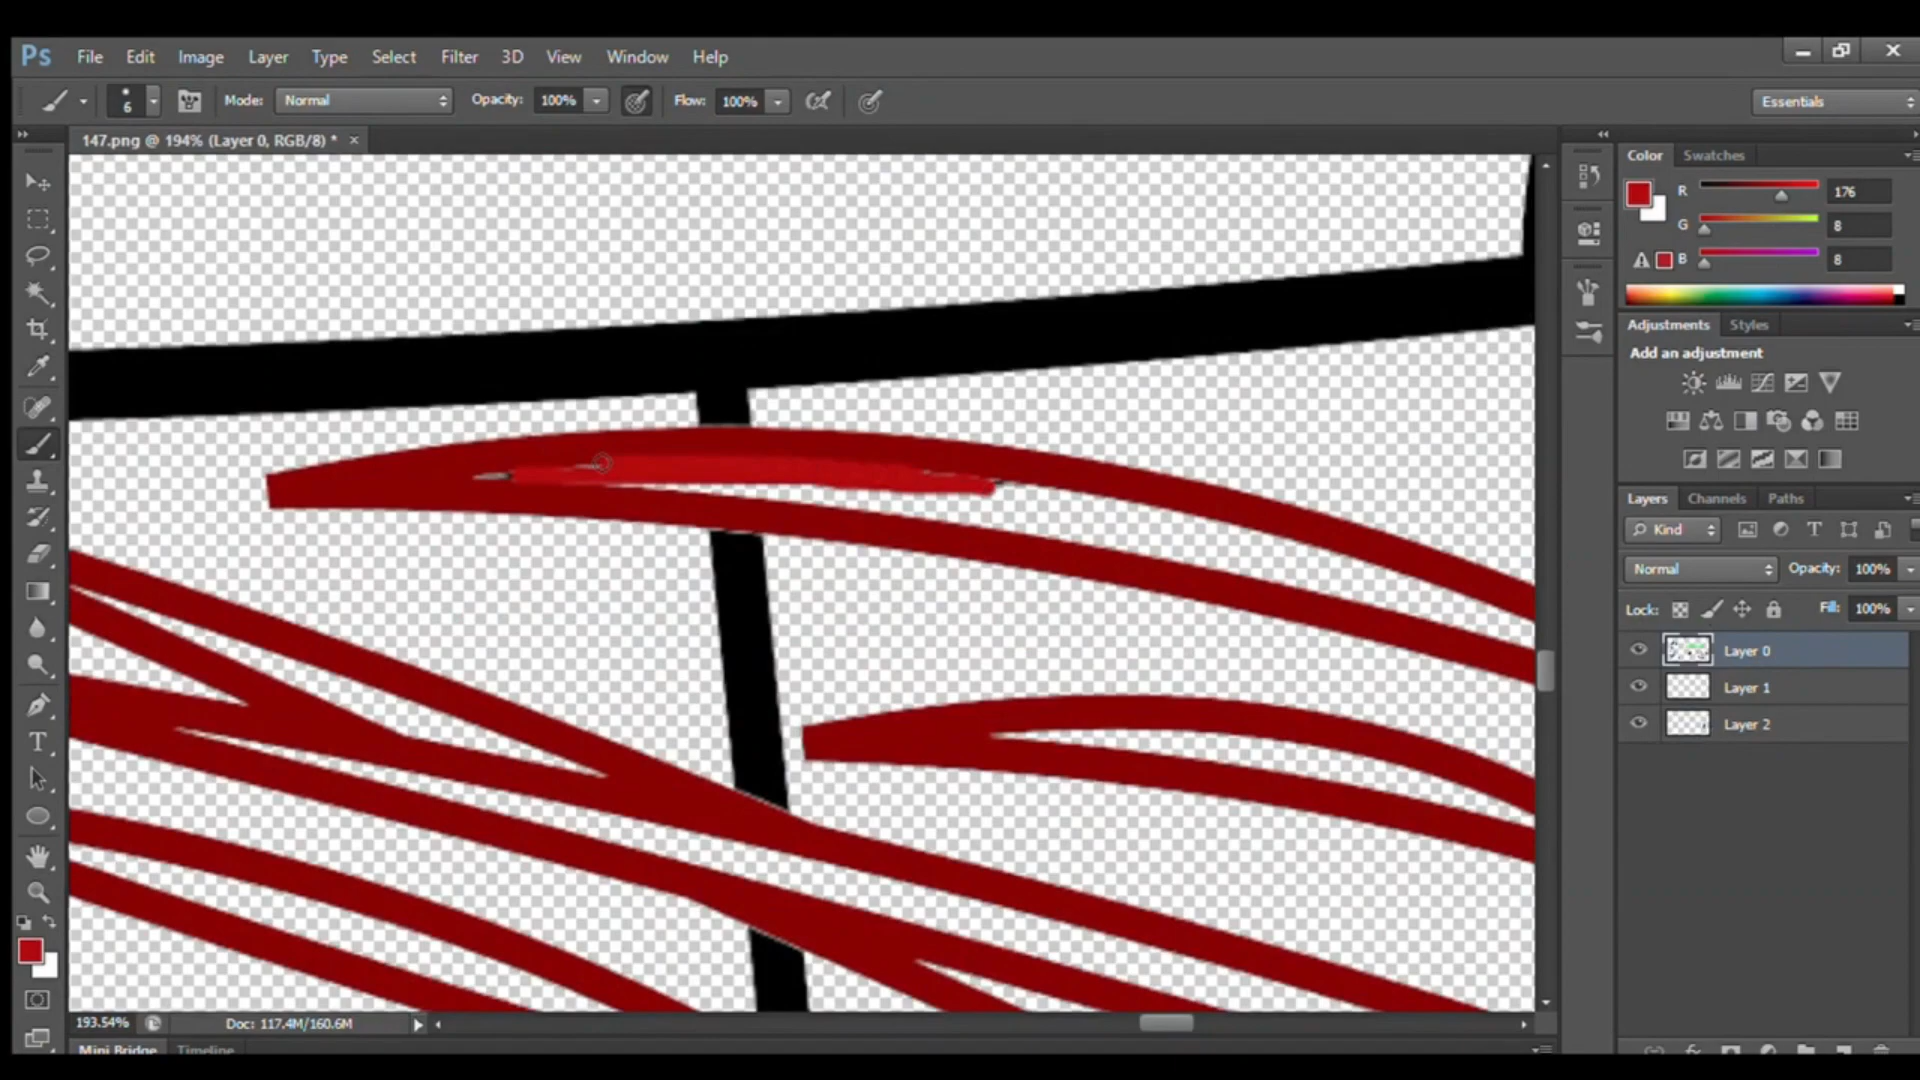 Ps File Edit Image Layer Type Select Filter 3D View Window Help
6 Mode: Normal Opacity: 100% Flow: 100% Essentials
147.png @ 194% (Layer 0, RGB/8) * ×
Color Swatches
R 176
G 8
B 8
Adjustments Styles
Add an adjustment
Layers Channels Paths
Kind T
Normal Opacity: 100%
Lock: Fill: 100%
Layer 0
Layer 1
Layer 2
T
193.54% Doc: 117.4M/160.6M
Mini Bridge Timeline